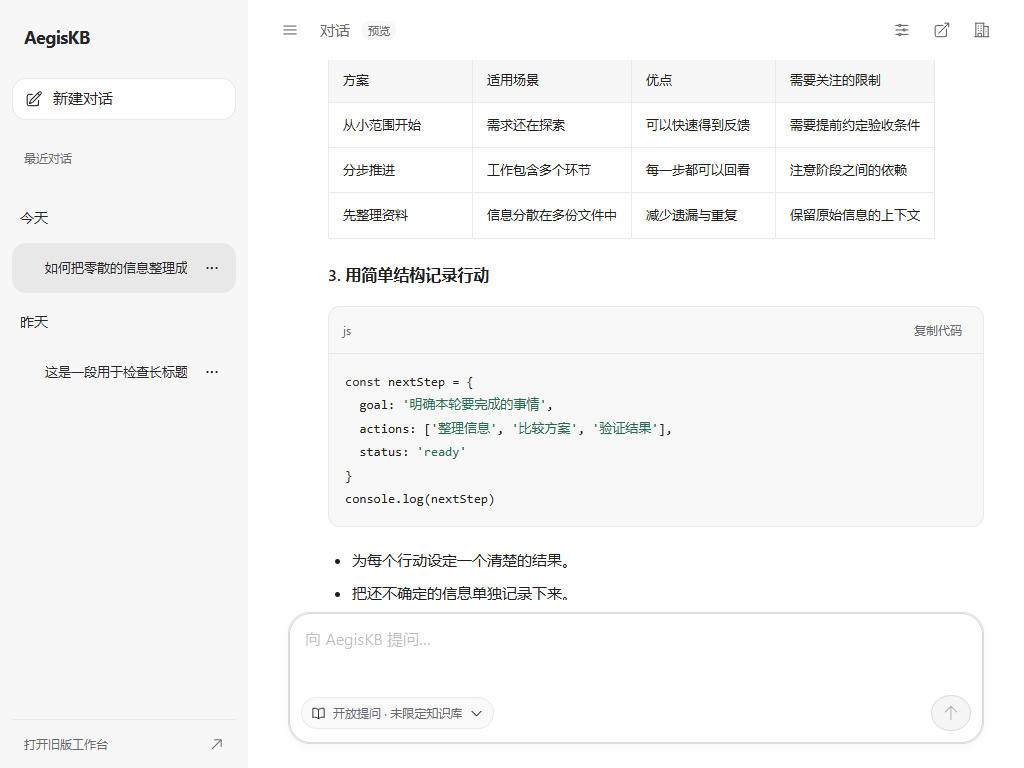 AegisKB
新建对话
最近对话
今天
如何把零散的信息整理成 ···
昨天
这是一段用于检查长标题 ···
打开旧版工作台
对话 预览
方案 适用场景 优点 需要关注的限制
从小范围开始 需求还在探索 可以快速得到反馈 需要提前约定验收条件
分步推进 工作包含多个环节 每一步都可以回看 注意阶段之间的依赖
先整理资料 信息分散在多份文件中 减少遗漏与重复 保留原始信息的上下文
3. 用简单结构记录行动
js 复制代码
const nextStep = {
  goal: '明确本轮要完成的事情',
  actions: ['整理信息', '比较方案', '验证结果'],
  status: 'ready'
}
console.log(nextStep)
• 为每个行动设定一个清楚的结果。
• 把还不确定的信息单独记录下来。
向 AegisKB 提问...
开放提问 · 未限定知识库